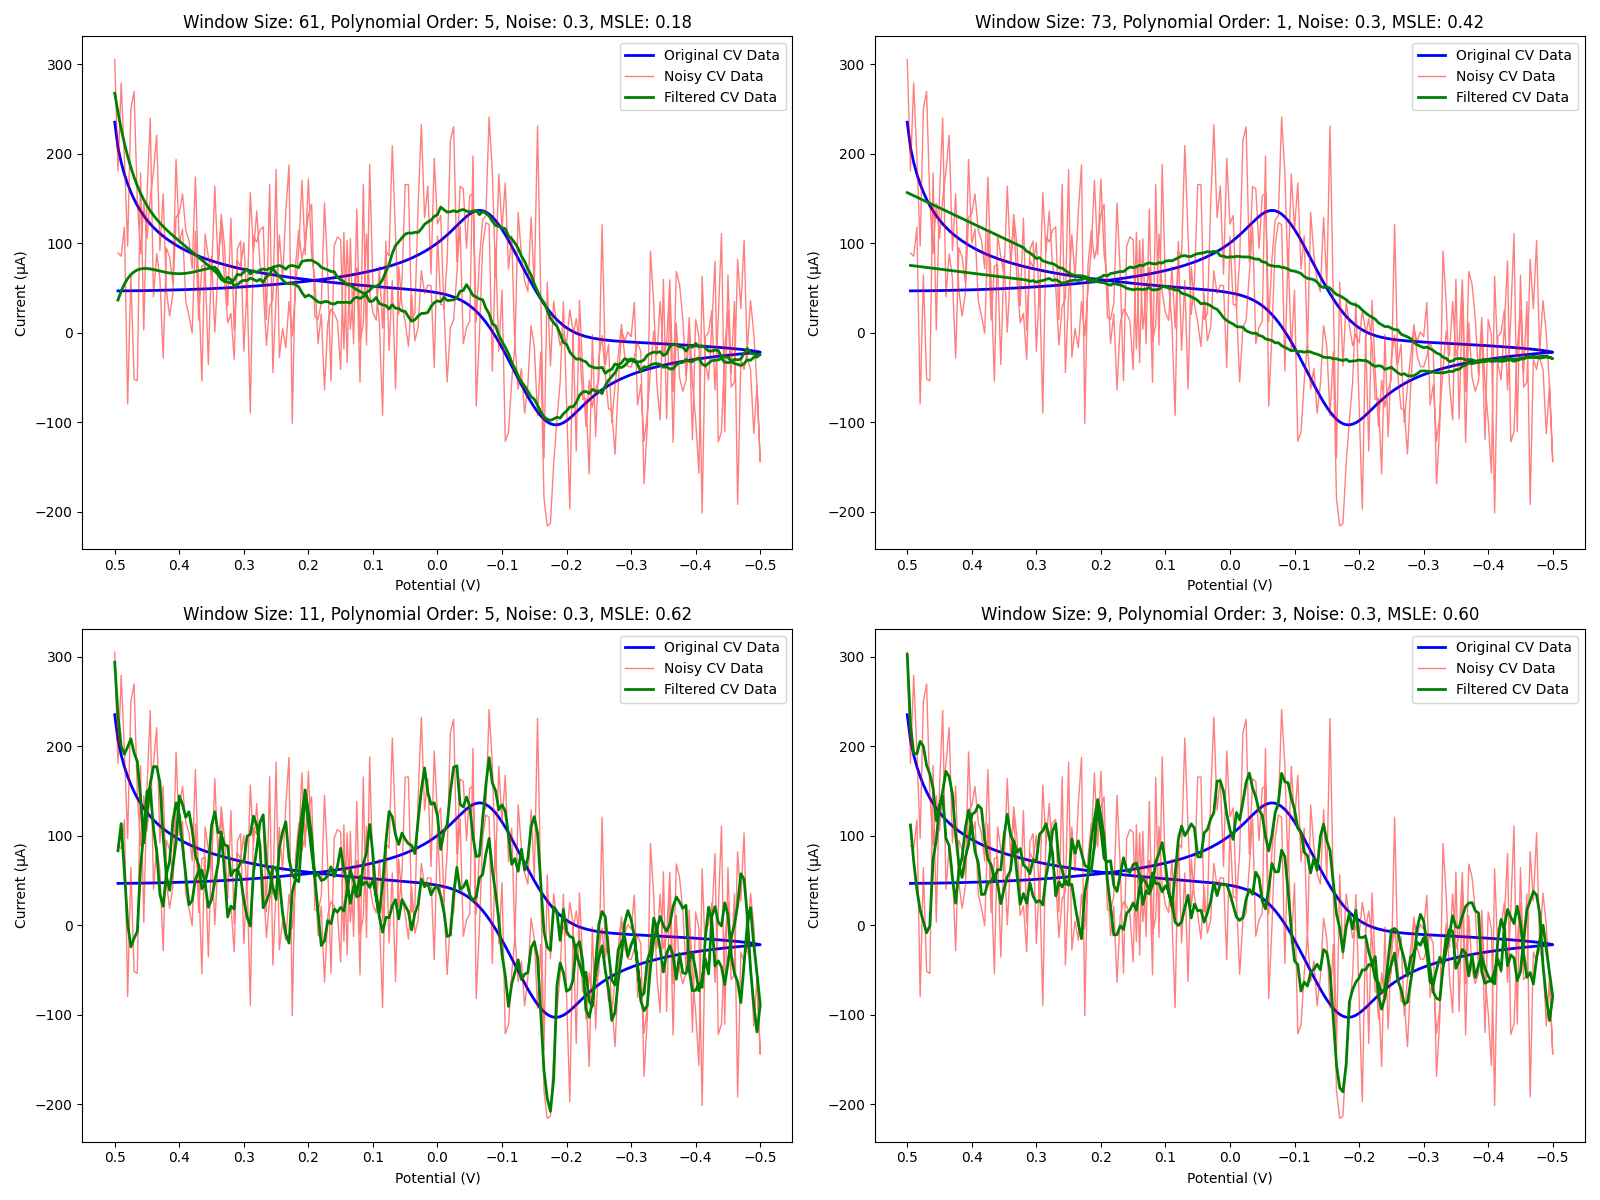 Window Size: 61, Polynomial Order: 5, Noise: 0.3, MSLE: 0.18
Original CV Data
Noisy CV Data
Filtered CV Data
300
200
100
0
−100
−200
Current (μA)
0.5 0.4 0.3 0.2 0.1 0.0 −0.1 −0.2 −0.3 −0.4 −0.5
Potential (V)
Window Size: 73, Polynomial Order: 1, Noise: 0.3, MSLE: 0.42
Original CV Data
Noisy CV Data
Filtered CV Data
300
200
100
0
−100
−200
Current (μA)
0.5 0.4 0.3 0.2 0.1 0.0 −0.1 −0.2 −0.3 −0.4 −0.5
Potential (V)
Window Size: 11, Polynomial Order: 5, Noise: 0.3, MSLE: 0.62
Original CV Data
Noisy CV Data
Filtered CV Data
300
200
100
0
−100
−200
Current (μA)
0.5 0.4 0.3 0.2 0.1 0.0 −0.1 −0.2 −0.3 −0.4 −0.5
Potential (V)
Window Size: 9, Polynomial Order: 3, Noise: 0.3, MSLE: 0.60
Original CV Data
Noisy CV Data
Filtered CV Data
300
200
100
0
−100
−200
Current (μA)
0.5 0.4 0.3 0.2 0.1 0.0 −0.1 −0.2 −0.3 −0.4 −0.5
Potential (V)